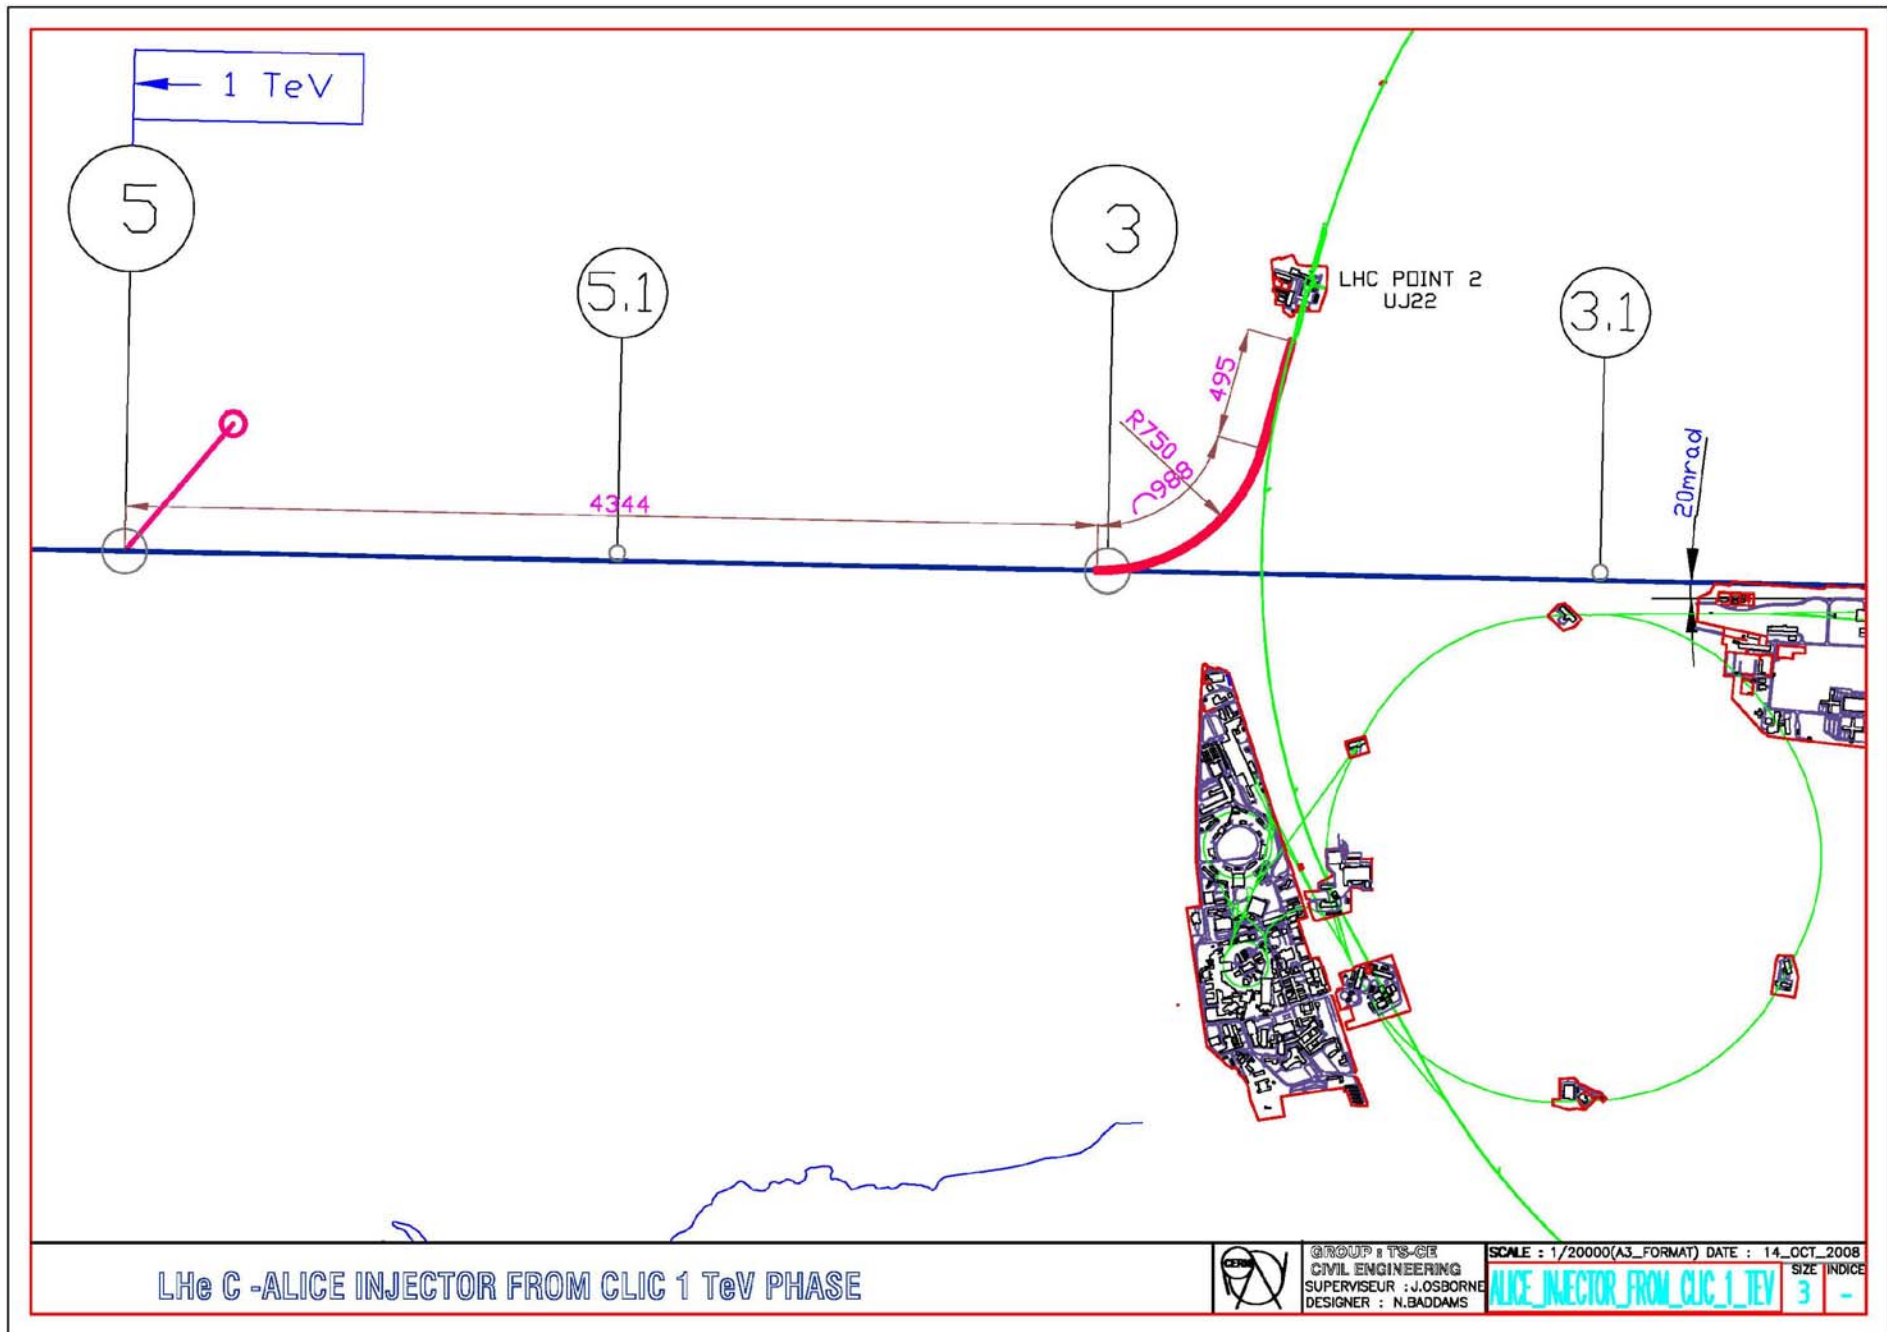 1 TeV
5
5.1
3
LHC POINT 2
UJ22
3.1
495
R750
988
4344
20mrad
LHe C -ALICE INJECTOR FROM CLIC 1 TeV PHASE
CERN
GROUP : TS-CE
CIVIL ENGINEERING
SUPERVISEUR : J.OSBORNE
DESIGNER : N.BADDAMS
SCALE : 1/20000(A3_FORMAT) DATE : 14_OCT_2008
ALICE_INJECTOR_FROM_CLIC_1_TEV
SIZE
3
INDICE
-